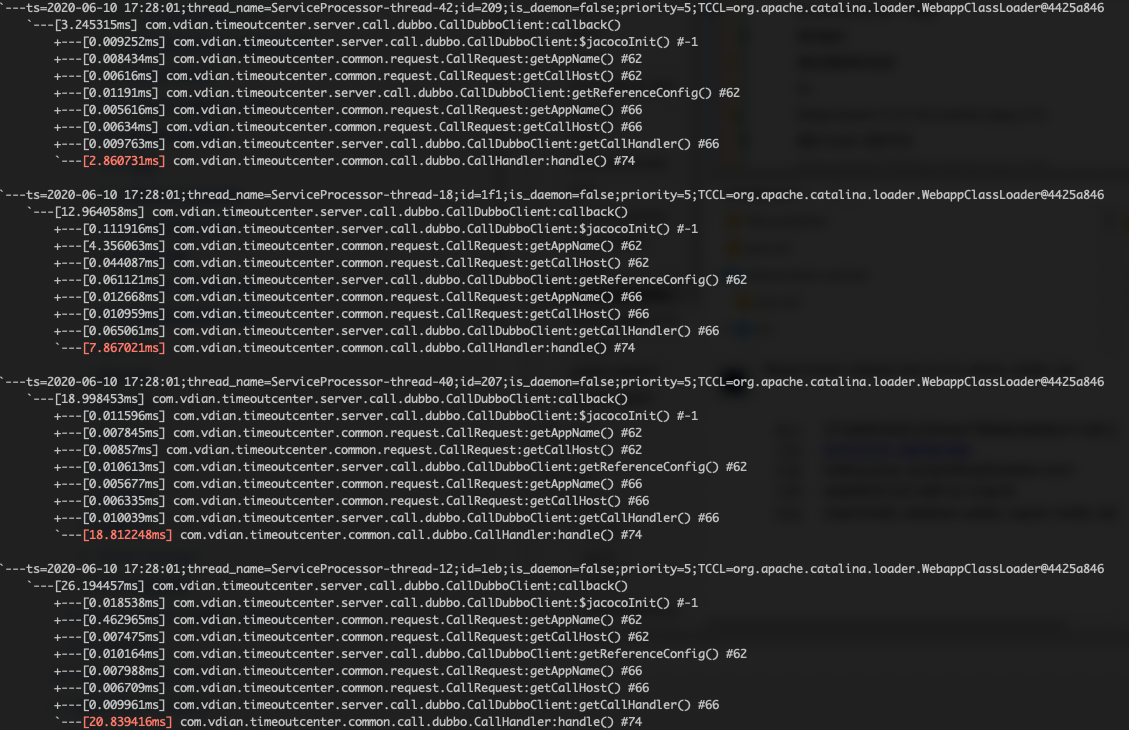 `---ts=2020-06-10 17:28:01;thread_name=ServiceProcessor-thread-42;id=209;is_daemon=false;priority=5;TCCL=org.apache.catalina.loader.WebappClassLoader@4425a846
    `---[3.245315ms] com.vdian.timeoutcenter.server.call.dubbo.CallDubboClient:callback()
        +---[0.009252ms] com.vdian.timeoutcenter.server.call.dubbo.CallDubboClient:$jacocoInit() #-1
        +---[0.008434ms] com.vdian.timeoutcenter.common.request.CallRequest:getAppName() #62
        +---[0.00616ms] com.vdian.timeoutcenter.common.request.CallRequest:getCallHost() #62
        +---[0.01191ms] com.vdian.timeoutcenter.server.call.dubbo.CallDubboClient:getReferenceConfig() #62
        +---[0.005616ms] com.vdian.timeoutcenter.common.request.CallRequest:getAppName() #66
        +---[0.00634ms] com.vdian.timeoutcenter.common.request.CallRequest:getCallHost() #66
        +---[0.009763ms] com.vdian.timeoutcenter.server.call.dubbo.CallDubboClient:getCallHandler() #66
        `---[2.860731ms] com.vdian.timeoutcenter.common.call.dubbo.CallHandler:handle() #74
`---ts=2020-06-10 17:28:01;thread_name=ServiceProcessor-thread-18;id=1f1;is_daemon=false;priority=5;TCCL=org.apache.catalina.loader.WebappClassLoader@4425a846
    `---[12.964058ms] com.vdian.timeoutcenter.server.call.dubbo.CallDubboClient:callback()
        +---[0.111916ms] com.vdian.timeoutcenter.server.call.dubbo.CallDubboClient:$jacocoInit() #-1
        +---[4.356063ms] com.vdian.timeoutcenter.common.request.CallRequest:getAppName() #62
        +---[0.044087ms] com.vdian.timeoutcenter.common.request.CallRequest:getCallHost() #62
        +---[0.061121ms] com.vdian.timeoutcenter.server.call.dubbo.CallDubboClient:getReferenceConfig() #62
        +---[0.012668ms] com.vdian.timeoutcenter.common.request.CallRequest:getAppName() #66
        +---[0.010959ms] com.vdian.timeoutcenter.common.request.CallRequest:getCallHost() #66
        +---[0.065061ms] com.vdian.timeoutcenter.server.call.dubbo.CallDubboClient:getCallHandler() #66
        `---[7.867021ms] com.vdian.timeoutcenter.common.call.dubbo.CallHandler:handle() #74
`---ts=2020-06-10 17:28:01;thread_name=ServiceProcessor-thread-40;id=207;is_daemon=false;priority=5;TCCL=org.apache.catalina.loader.WebappClassLoader@4425a846
    `---[18.998453ms] com.vdian.timeoutcenter.server.call.dubbo.CallDubboClient:callback()
        +---[0.011596ms] com.vdian.timeoutcenter.server.call.dubbo.CallDubboClient:$jacocoInit() #-1
        +---[0.007845ms] com.vdian.timeoutcenter.common.request.CallRequest:getAppName() #62
        +---[0.00857ms] com.vdian.timeoutcenter.common.request.CallRequest:getCallHost() #62
        +---[0.010613ms] com.vdian.timeoutcenter.server.call.dubbo.CallDubboClient:getReferenceConfig() #62
        +---[0.005677ms] com.vdian.timeoutcenter.common.request.CallRequest:getAppName() #66
        +---[0.006335ms] com.vdian.timeoutcenter.common.request.CallRequest:getCallHost() #66
        +---[0.010039ms] com.vdian.timeoutcenter.server.call.dubbo.CallDubboClient:getCallHandler() #66
        `---[18.812248ms] com.vdian.timeoutcenter.common.call.dubbo.CallHandler:handle() #74
`---ts=2020-06-10 17:28:01;thread_name=ServiceProcessor-thread-12;id=1eb;is_daemon=false;priority=5;TCCL=org.apache.catalina.loader.WebappClassLoader@4425a846
    `---[26.194457ms] com.vdian.timeoutcenter.server.call.dubbo.CallDubboClient:callback()
        +---[0.018538ms] com.vdian.timeoutcenter.server.call.dubbo.CallDubboClient:$jacocoInit() #-1
        +---[0.462965ms] com.vdian.timeoutcenter.common.request.CallRequest:getAppName() #62
        +---[0.007475ms] com.vdian.timeoutcenter.common.request.CallRequest:getCallHost() #62
        +---[0.010164ms] com.vdian.timeoutcenter.server.call.dubbo.CallDubboClient:getReferenceConfig() #62
        +---[0.007988ms] com.vdian.timeoutcenter.common.request.CallRequest:getAppName() #66
        +---[0.006709ms] com.vdian.timeoutcenter.common.request.CallRequest:getCallHost() #66
        +---[0.009961ms] com.vdian.timeoutcenter.server.call.dubbo.CallDubboClient:getCallHandler() #66
        `---[20.839416ms] com.vdian.timeoutcenter.common.call.dubbo.CallHandler:handle() #74